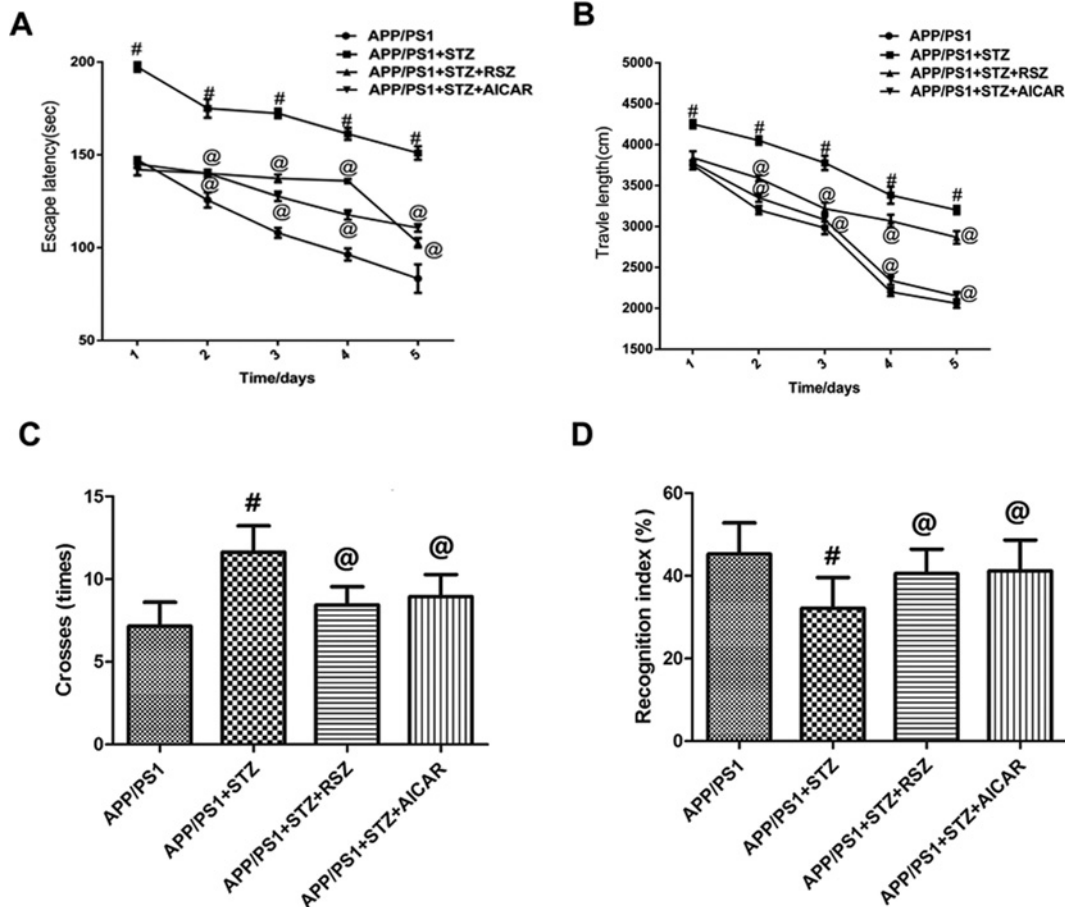 A
APP/PS1
APP/PS1+STZ
APP/PS1+STZ+RSZ
APP/PS1+STZ+AICAR
Escape latency(sec)
200
150
100
50
# # # # #
@ @ @ @
@ @ @ @
1 2 3 4 5
Time/days
B
APP/PS1
APP/PS1+STZ
APP/PS1+STZ+RSZ
APP/PS1+STZ+AICAR
Travle length(cm)
5000
4500
4000
3500
3000
2500
2000
1500
# # # # #
@ @ @ @
@ @ @ @
1 2 3 4 5
Time/days
C
Crosses (times)
15
10
5
0
# @ @
APP/PS1
APP/PS1+STZ
APP/PS1+STZ+RSZ
APP/PS1+STZ+AICAR
D
Recognition index (%)
60
40
20
0
# @ @
APP/PS1
APP/PS1+STZ
APP/PS1+STZ+RSZ
APP/PS1+STZ+AICAR